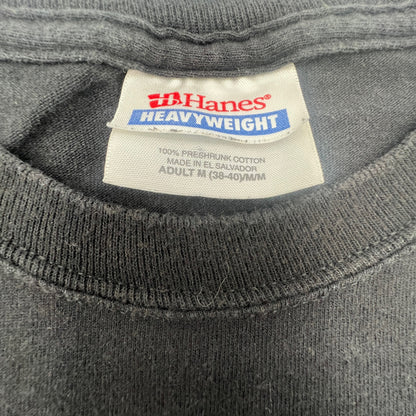 Hanes®
HEAVYWEIGHT
100% PRESHRUNK COTTON
MADE IN EL SALVADOR
ADULT M (38-40)/M/M